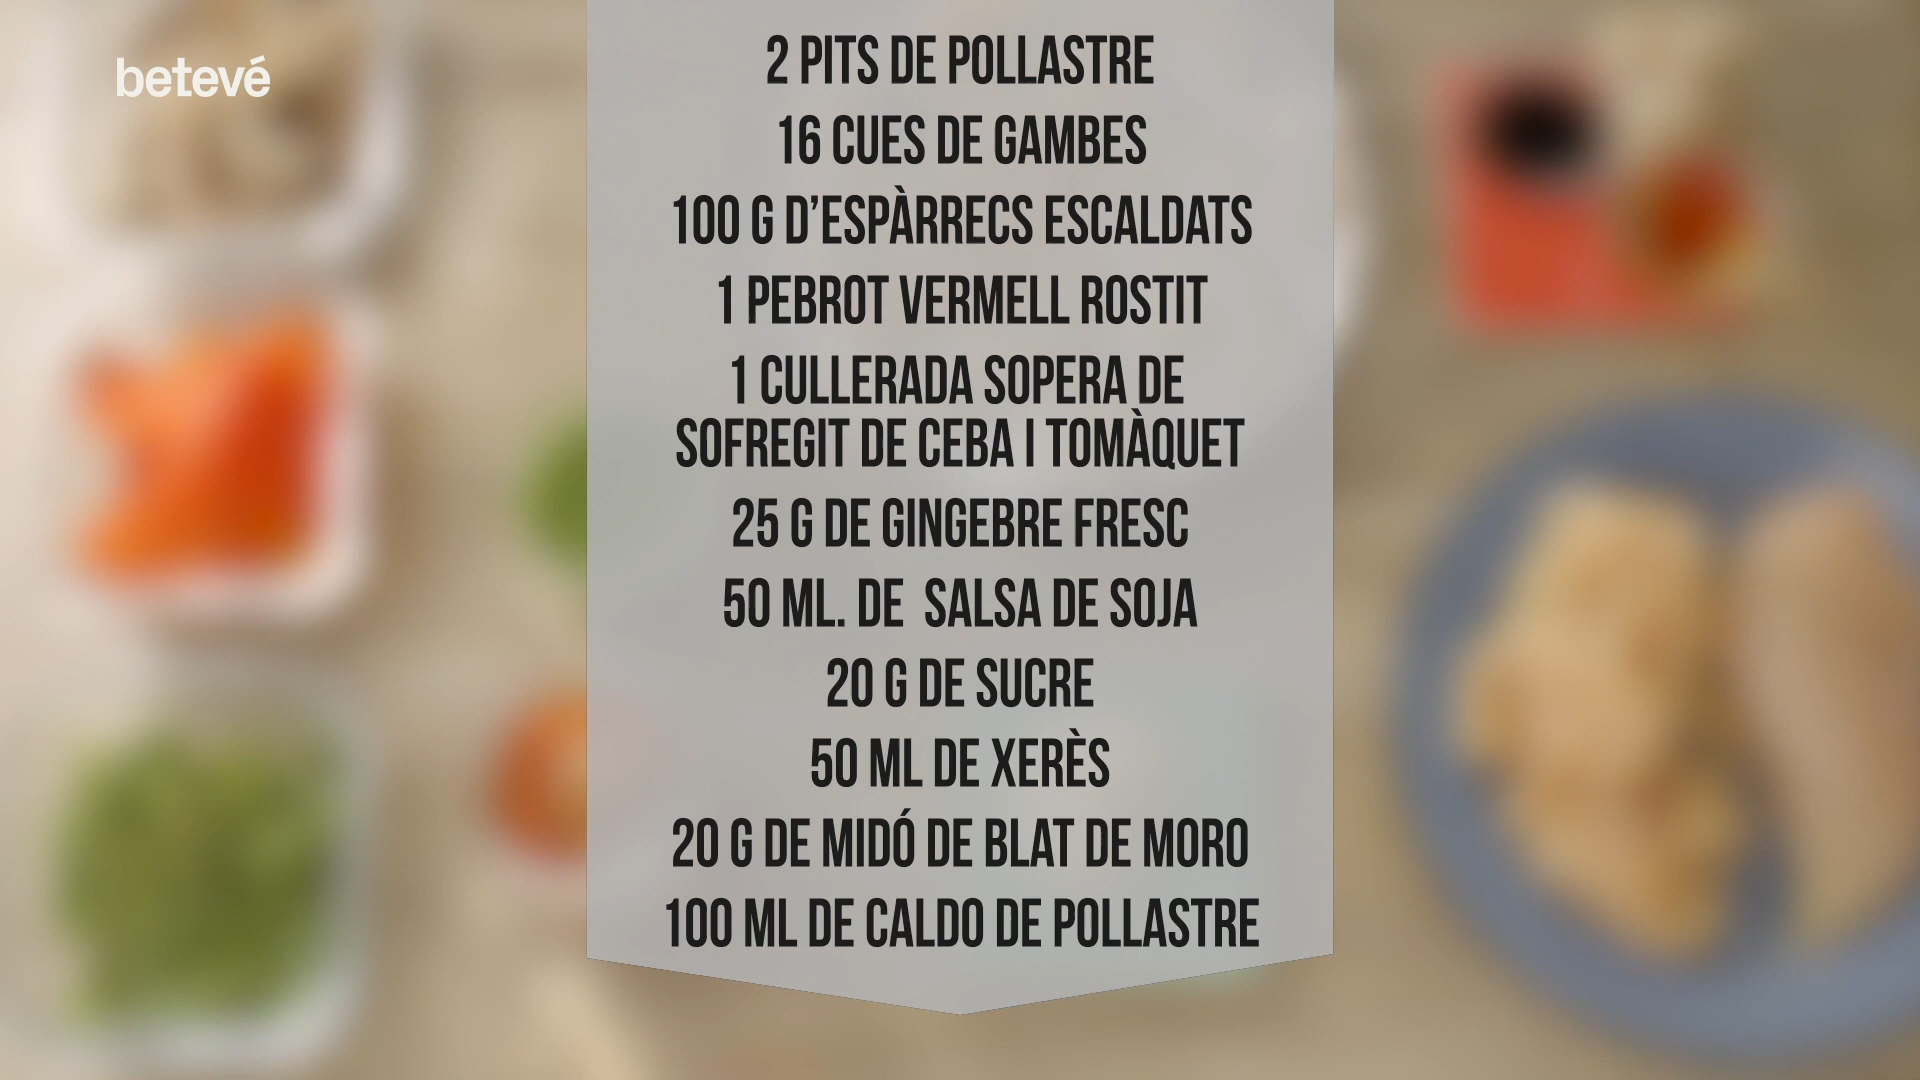 betevé
2 PITS DE POLLASTRE
16 CUES DE GAMBES
100 G D’ESPÀRRECS ESCALDATS
1 PEBROT VERMELL ROSTIT
1 CULLERADA SOPERA DE
SOFREGIT DE CEBA I TOMÀQUET
25 G DE GINGEBRE FRESC
50 ML. DE  SALSA DE SOJA
20 G DE SUCRE
50 ML DE XERÈS
20 G DE MIDÓ DE BLAT DE MORO
100 ML DE CALDO DE POLLASTRE